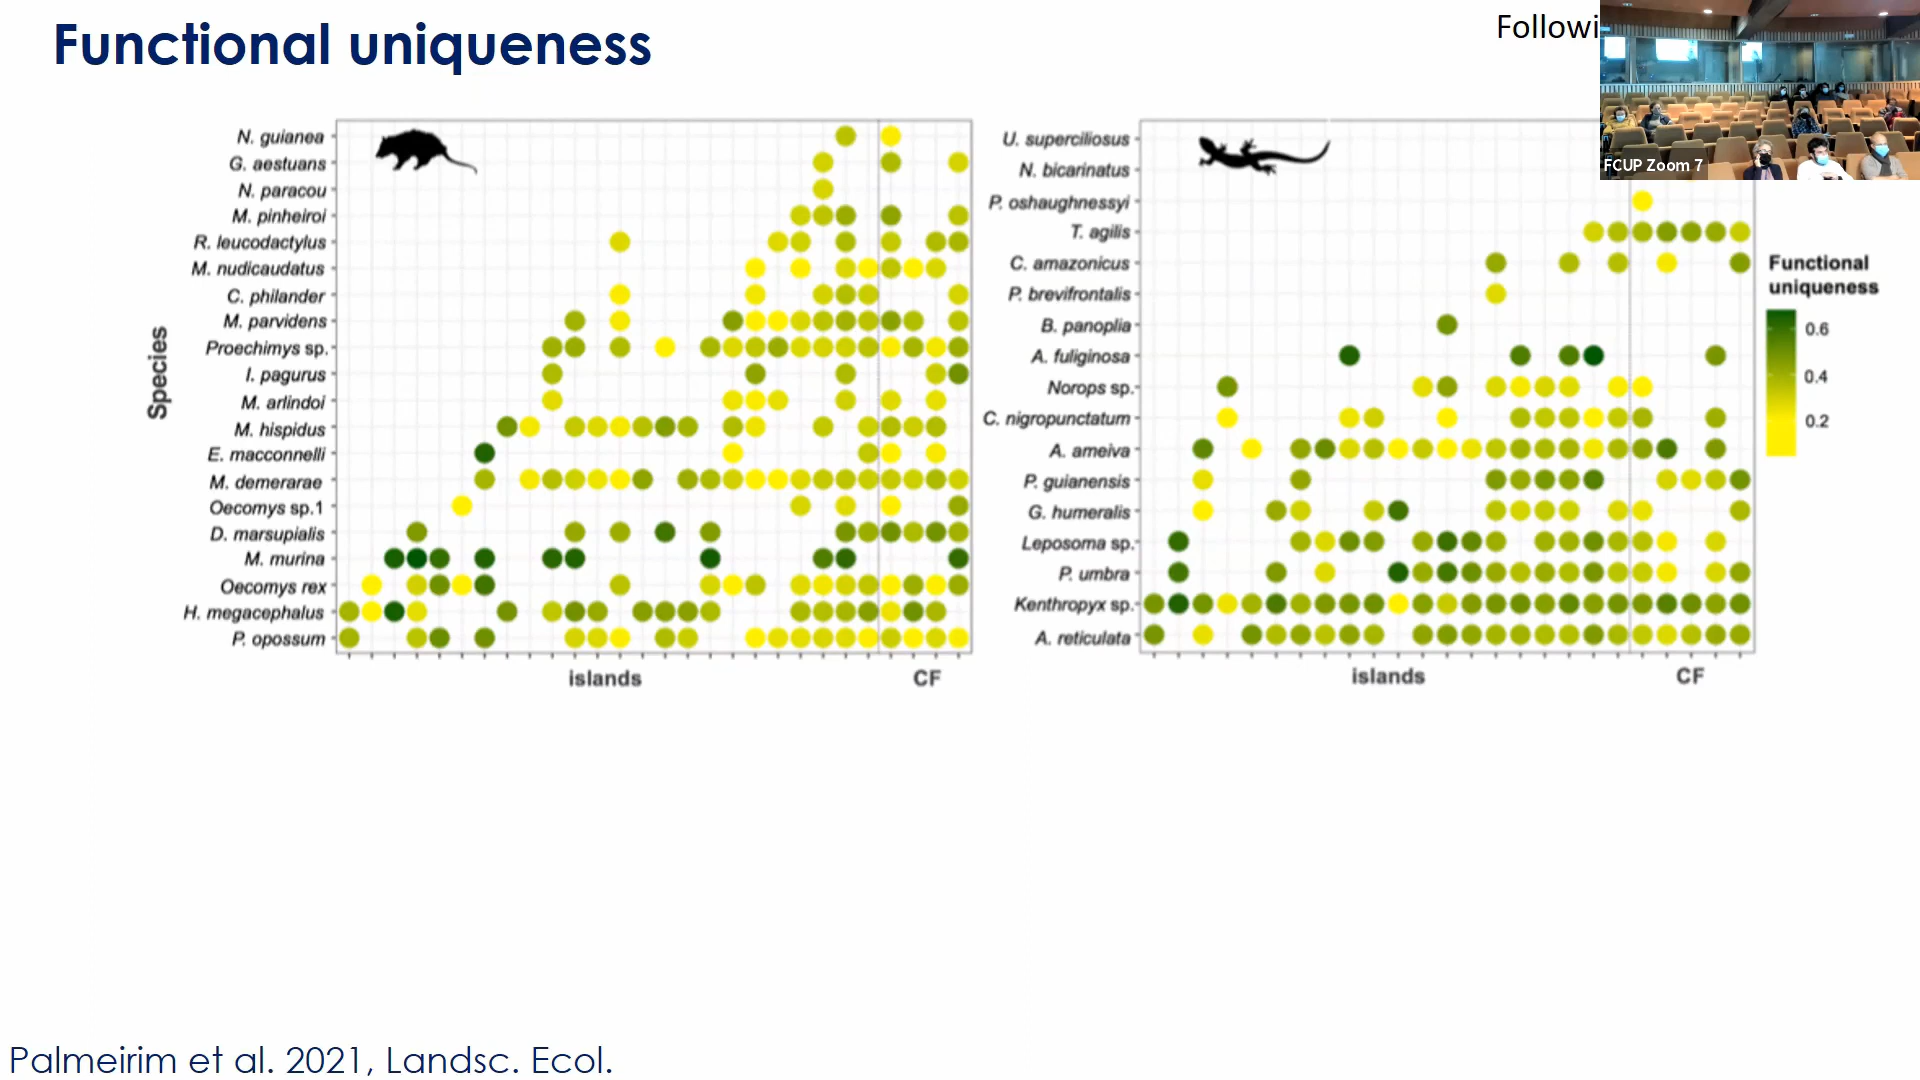 Functional uniqueness
Followi
FCUP Zoom 7
Species
N. guianea
G. aestuans
N. paracou
M. pinheiroi
R. leucodactylus
M. nudicaudatus
C. philander
M. parvidens
Proechimys sp.
I. pagurus
M. arlindoi
M. hispidus
E. macconnelli
M. demerarae
Oecomys sp.1
D. marsupialis
M. murina
Oecomys rex
H. megacephalus
P. opossum
islands
CF
U. superciliosus
N. bicarinatus
P. oshaughnessyi
T. agilis
C. amazonicus
P. brevifrontalis
B. panoplia
A. fuliginosa
Norops sp.
C. nigropunctatum
A. ameiva
P. guianensis
G. humeralis
Leposoma sp.
P. umbra
Kenthropyx sp.
A. reticulata
islands
CF
Functional
uniqueness
0.6
0.4
0.2
Palmeirim et al. 2021, Landsc. Ecol.